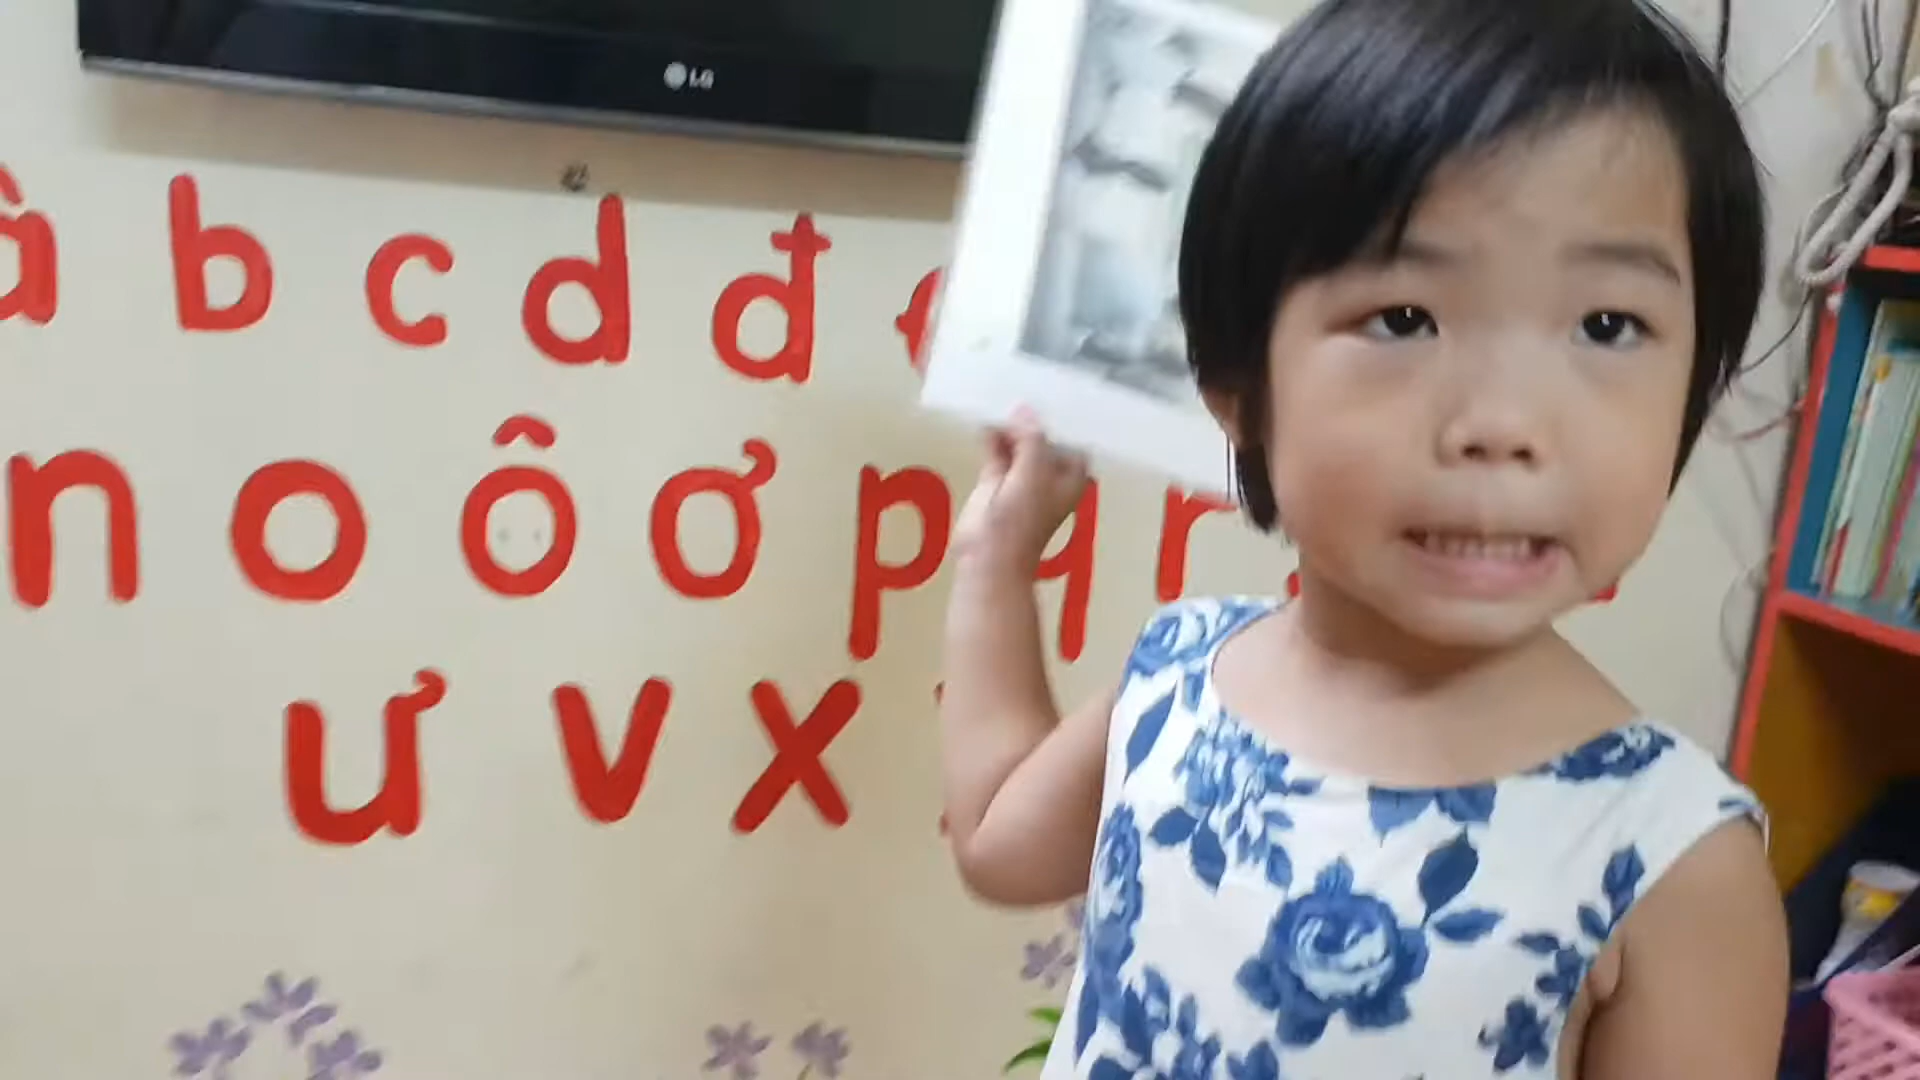 LG
à b c d đ
n o ô ơ p q r
ư v x